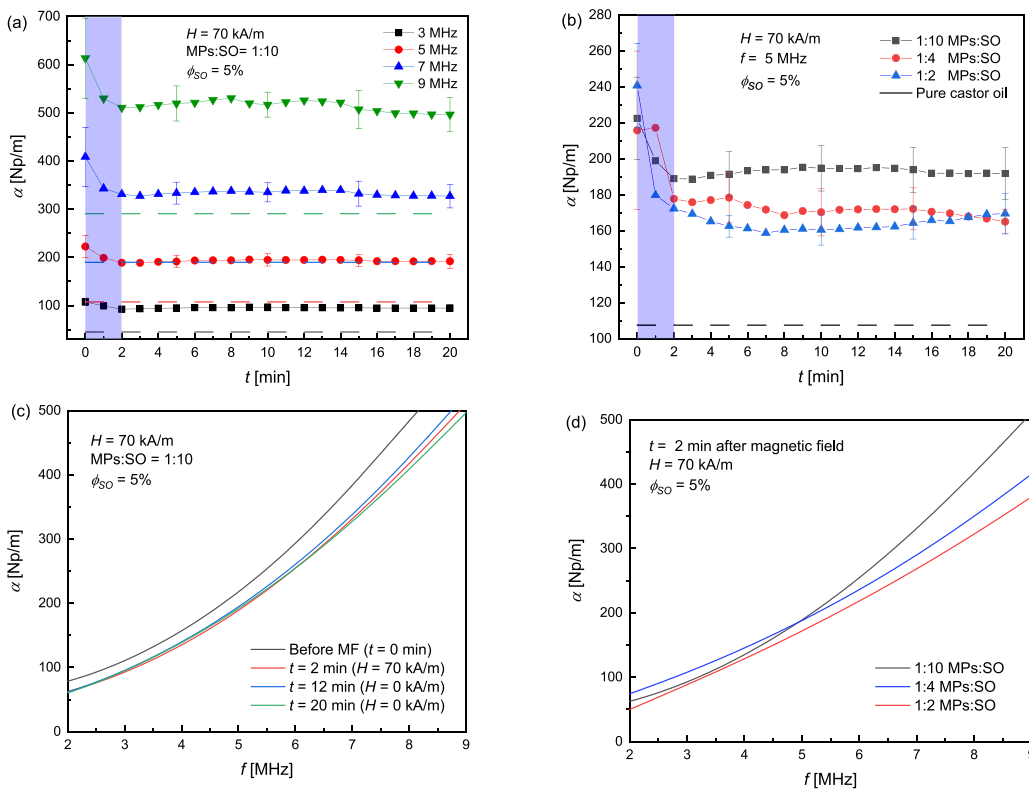 (a)
H = 70 kA/m
MPs:SO= 1:10
ϕSO = 5%
3 MHz
5 MHz
7 MHz
9 MHz
700
600
500
400
300
200
100
α [Np/m]
0 2 4 6 8 10 12 14 16 18 20
t [min]
(b)
H = 70 kA/m
f = 5 MHz
ϕSO = 5%
1:10 MPs:SO
1:4 MPs:SO
1:2 MPs:SO
Pure castor oil
280
260
240
220
200
180
160
140
120
100
α [Np/m]
0 2 4 6 8 10 12 14 16 18 20
t [min]
(c)
H = 70 kA/m
MPs:SO = 1:10
ϕSO = 5%
Before MF (t = 0 min)
t = 2 min (H = 70 kA/m)
t = 12 min (H = 0 kA/m)
t = 20 min (H = 0 kA/m)
500
400
300
200
100
0
α [Np/m]
2 3 4 5 6 7 8 9
f [MHz]
(d)
t = 2 min after magnetic field
H = 70 kA/m
ϕSO = 5%
1:10 MPs:SO
1:4 MPs:SO
1:2 MPs:SO
500
400
300
200
100
0
α [Np/m]
2 3 4 5 6 7 8 9
f [MHz]